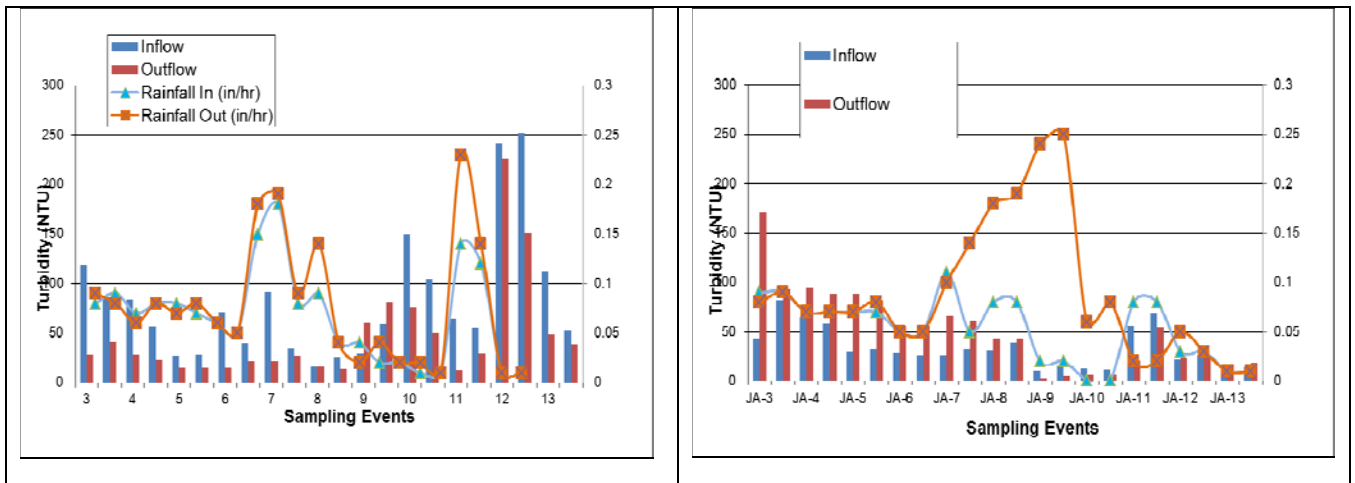 Inflow
Outflow
Rainfall In (in/hr)
Rainfall Out (in/hr)
300
250
200
150
100
50
0
Turbidity (NTU)
0.3
0.25
0.2
0.15
0.1
0.05
0
3 4 5 6 7 8 9 10 11 12 13
Sampling Events
Inflow
Outflow
300
250
200
150
100
50
0
Turbidity (NTU)
0.3
0.25
0.2
0.15
0.1
0.05
0
JA-3 JA-4 JA-5 JA-6 JA-7 JA-8 JA-9 JA-10 JA-11 JA-12 JA-13
Sampling Events